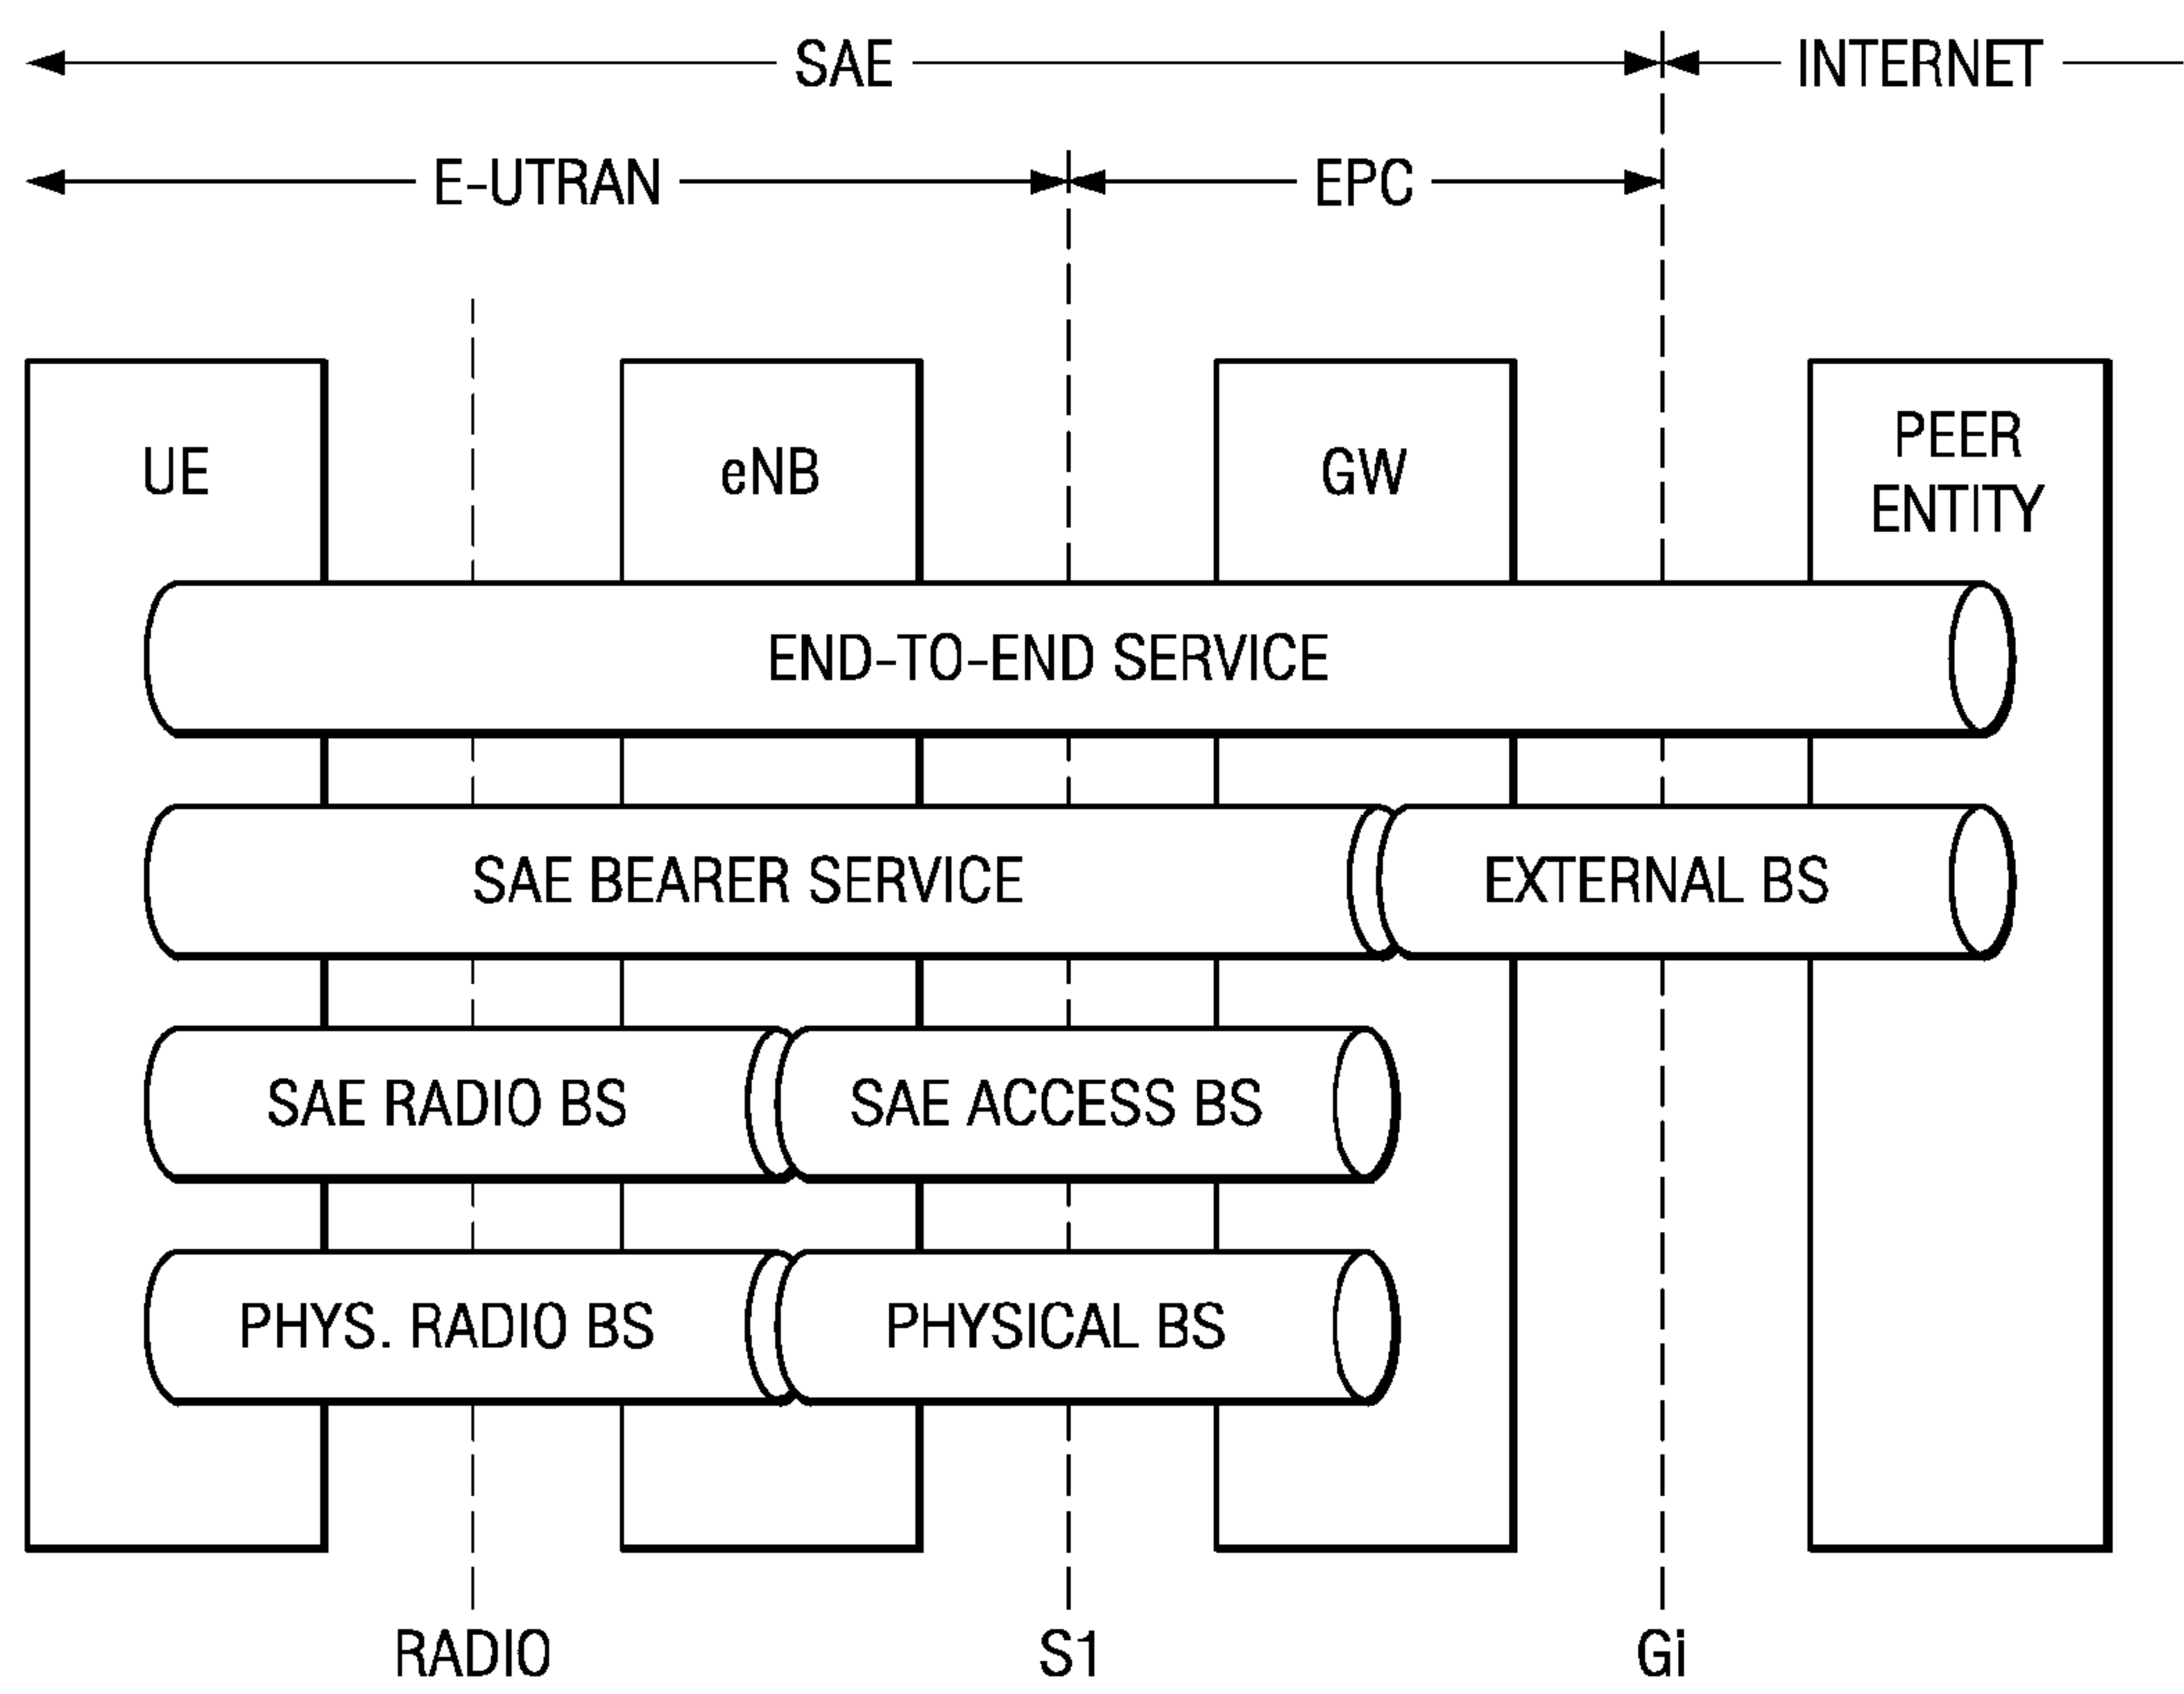 SAE
INTERNET
E-UTRAN
EPC
UE
eNB
GW
PEER
ENTITY
END-TO-END SERVICE
SAE BEARER SERVICE
EXTERNAL BS
SAE RADIO BS
SAE ACCESS BS
PHYS. RADIO BS
PHYSICAL BS
RADIO
S1
Gi